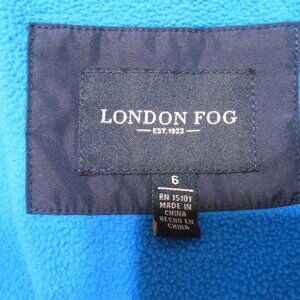 LONDON FOG
EST. 1923
6
RN 15101
MADE IN
CHINA
HECHO EN
CHINA